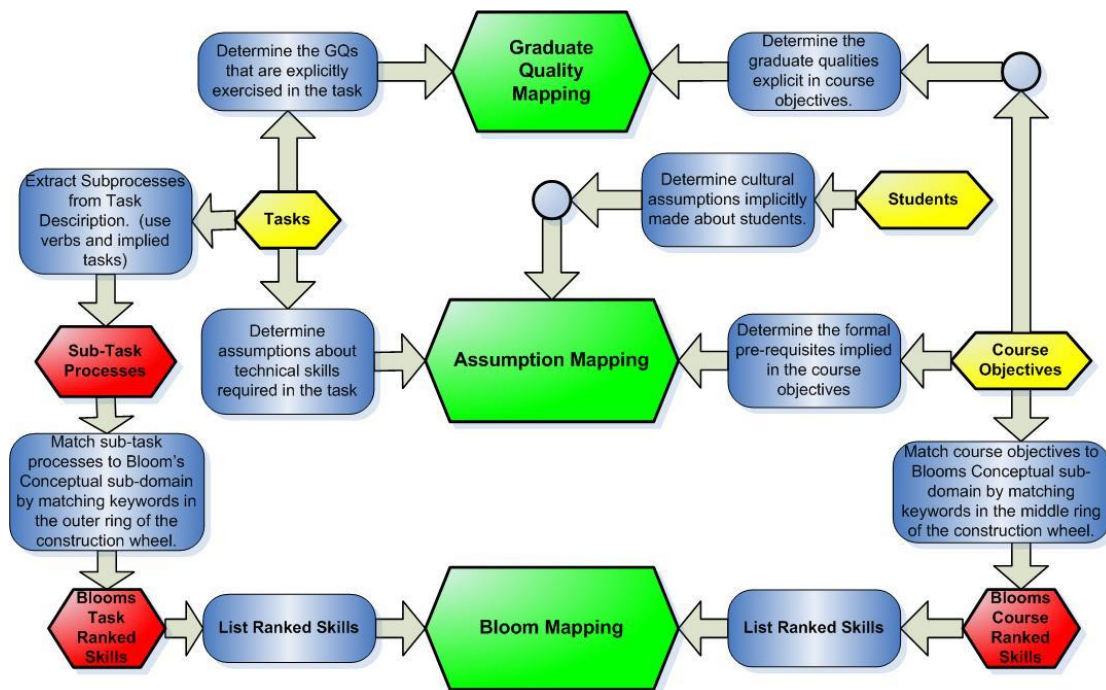 Determine the GQs
that are explicitly
exercised in the task
Graduate
Quality
Mapping
Determine the
graduate qualities
explicit in course
objectives.
Extract Subprocesses
from Task
Desciription. (use
verbs and implied
tasks)
Tasks
Determine cultural
assumptions implicitly
made about students.
Students
Sub-Task
Processes
Determine
assumptions about
technical skills
required in the task
Assumption Mapping
Determine the formal
pre-requisites implied
in the course
objectives
Course
Objectives
Match sub-task
processes to Bloom's
Conceptual sub-domain
by matching keywords in
the outer ring of the
construction wheel.
Match course objectives to
Blooms Conceptual sub-
domain by matching
keywords in the middle ring
of the construction wheel.
Blooms
Task
Ranked
Skills
List Ranked Skills
Bloom Mapping
List Ranked Skills
Blooms
Course
Ranked
Skills